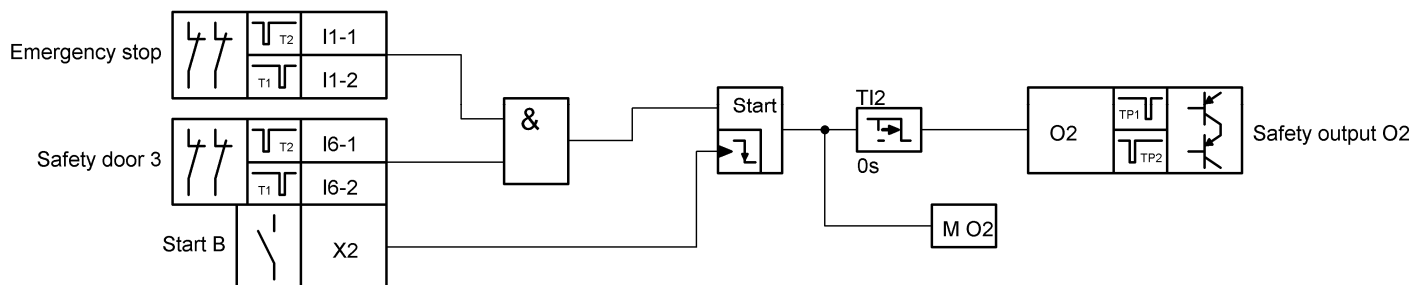 Emergency stop
T2
I1-1
T1
I1-2
Safety door 3
T2
I6-1
T1
I6-2
Start B
X2
&
Start
TI2
0s
M O2
O2
TP1
TP2
Safety output O2